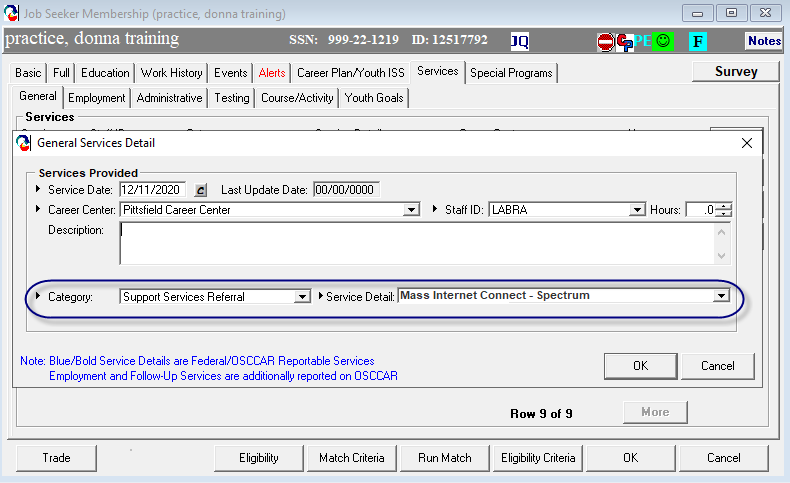 Job Seeker Membership (practice, donna training)
practice, donna training SSN: 999-22-1219 ID: 12517792 JQ PE F Notes
Basic Full Education Work History Events Alerts Career Plan/Youth ISS Services Special Programs Survey
General Employment Administrative Testing Course/Activity Youth Goals
Services
General Services Detail
Services Provided
Service Date: 12/11/2020 C Last Update Date: 00/00/0000
Career Center: Pittsfield Career Center Staff ID: LABRA Hours: .0
Description:
Category: Support Services Referral Service Detail: Mass Internet Connect - Spectrum
Note: Blue/Bold Service Details are Federal/OSCCAR Reportable Services
Employment and Follow-Up Services are additionally reported on OSCCAR
OK Cancel
Row 9 of 9 More
Trade Eligibility Match Criteria Run Match Eligibility Criteria OK Cancel